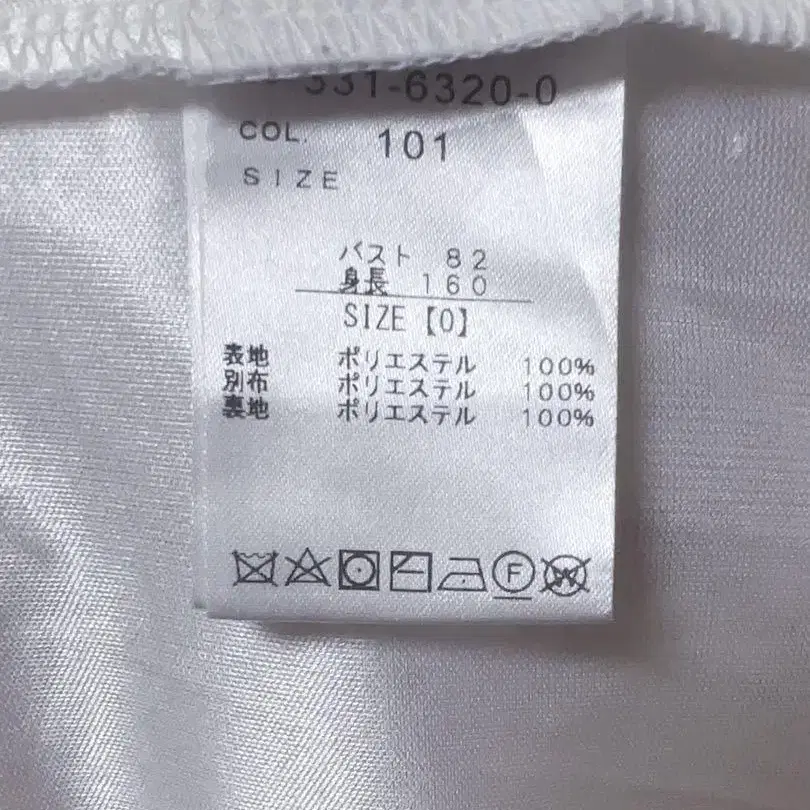 331-6320-0
COL. 101
SIZE
バスト 82
身長 160
SIZE【0】
表地 ポリエステル 100%
別布 ポリエステル 100%
裏地 ポリエステル 100%
F
W